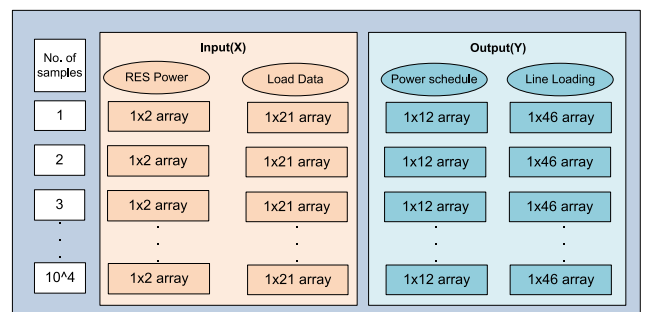 No. of
samples
Input(X)
Output(Y)
RES Power
Load Data
Power schedule
Line Loading
1
1x2 array
1x21 array
1x12 array
1x46 array
2
1x2 array
1x21 array
1x12 array
1x46 array
3
1x2 array
1x21 array
1x12 array
1x46 array
10^4
1x2 array
1x21 array
1x12 array
1x46 array